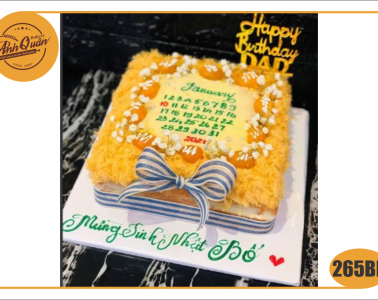 Bakery
Anh Quân
Happy
Birthday
DAD
January
1 2 3 4 5 6 7 8 9
10 11 12 13 14 15 16
17 18 19 20 21 22
23 24 25 26 27
28 29 30 31
2021
Mừng Sinh Nhật Bố